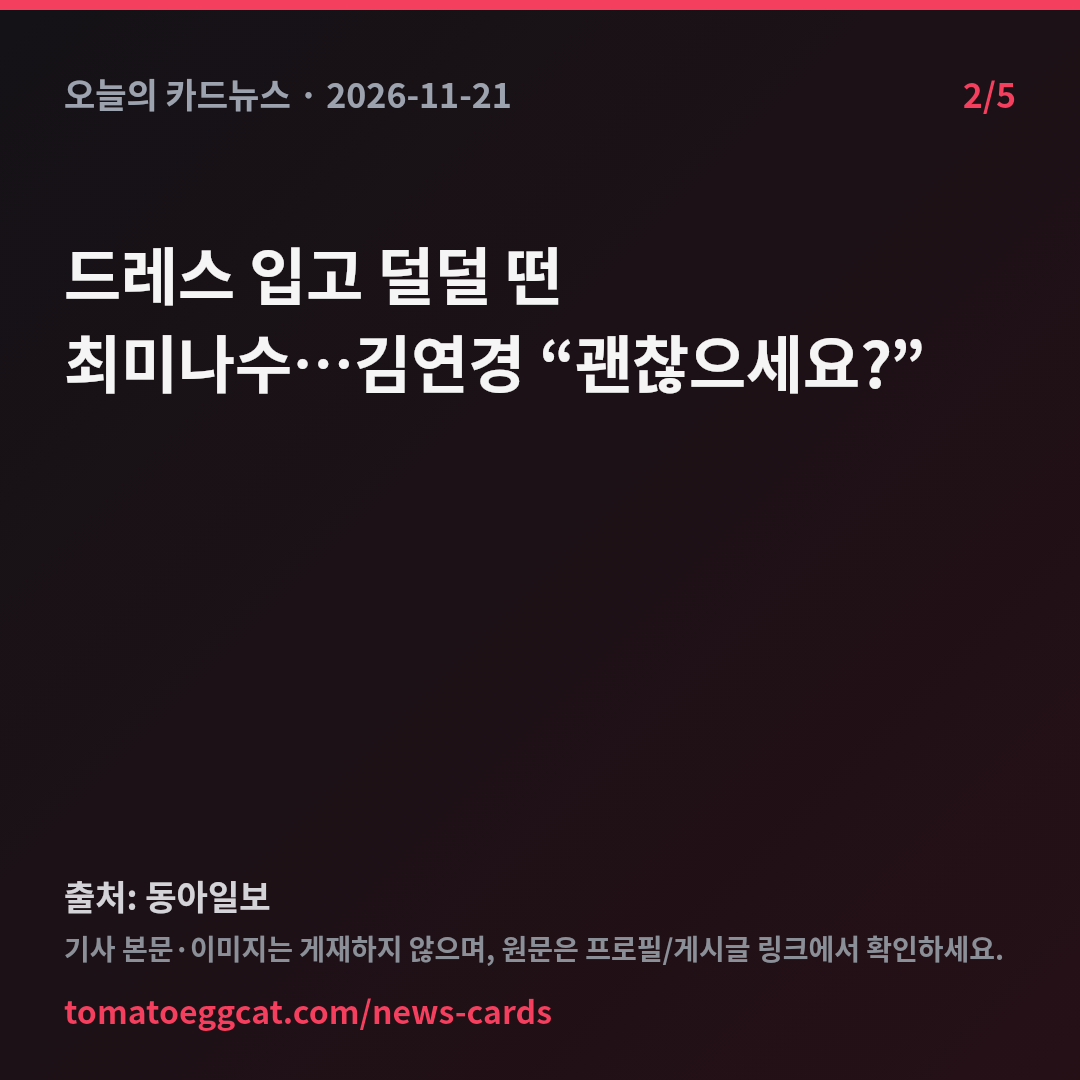 오늘의 카드뉴스 · 2026-11-21
2/5
드레스 입고 덜덜 떤
최미나수…김연경 “괜찮으세요?”
출처: 동아일보
기사 본문·이미지는 게재하지 않으며, 원문은 프로필/게시글 링크에서 확인하세요.
tomatoeggcat.com/news-cards